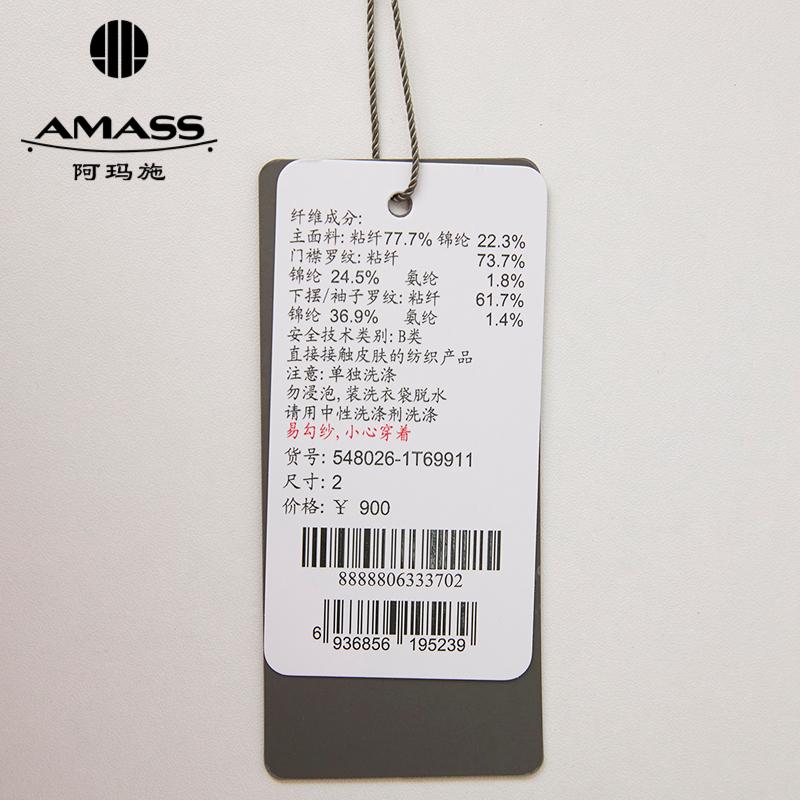 AMASS
阿玛施
纤维成分:
主面料: 粘纤77.7% 锦纶 22.3%
门襟罗纹: 粘纤 73.7%
锦纶 24.5% 氨纶 1.8%
下摆/袖子罗纹: 粘纤 61.7%
锦纶 36.9% 氨纶 1.4%
安全技术类别: B类
直接接触皮肤的纺织产品
注意: 单独洗涤
勿浸泡, 装洗衣袋脱水
请用中性洗涤剂洗涤
易勾纱, 小心穿着
货号: 548026-1T69911
尺寸: 2
价格: ¥ 900
8888806333702
6 936856 195239